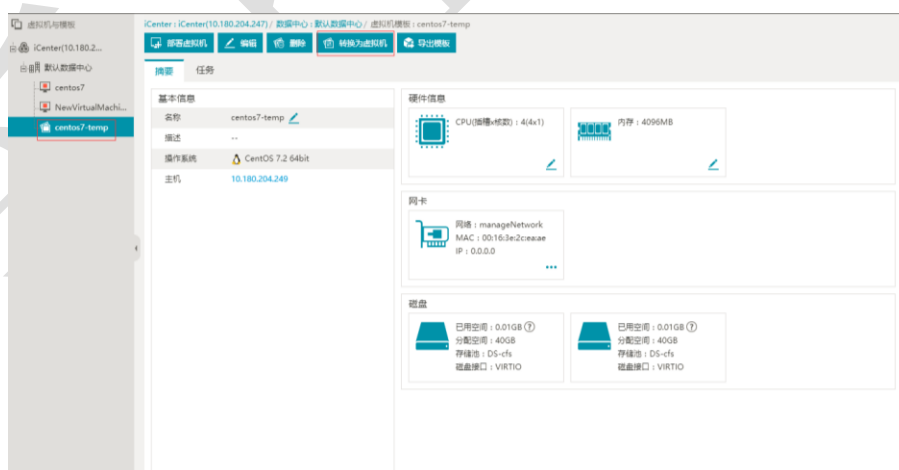 虚拟机与模板
iCenter : iCenter(10.180.204.247) / 数据中心 : 默认数据中心 / 虚拟机模板 : centos7-temp
部署虚拟机 编辑 删除 转换为虚拟机 导出模板
iCenter(10.180.2...
默认数据中心
centos7
NewVirtualMachi...
centos7-temp
摘要 任务
基本信息
名称 centos7-temp
描述 --
操作系统 CentOS 7.2 64bit
主机 10.180.204.249
硬件信息
CPU(插槽x核数) : 4(4x1)
内存 : 4096MB
网卡
网络 : manageNetwork
MAC : 00:16:3e:2c:ea:ae
IP : 0.0.0.0
磁盘
已用空间 : 0.01GB ?
分配空间 : 40GB
存储池 : DS-cfs
磁盘接口 : VIRTIO
已用空间 : 0.01GB ?
分配空间 : 40GB
存储池 : DS-cfs
磁盘接口 : VIRTIO